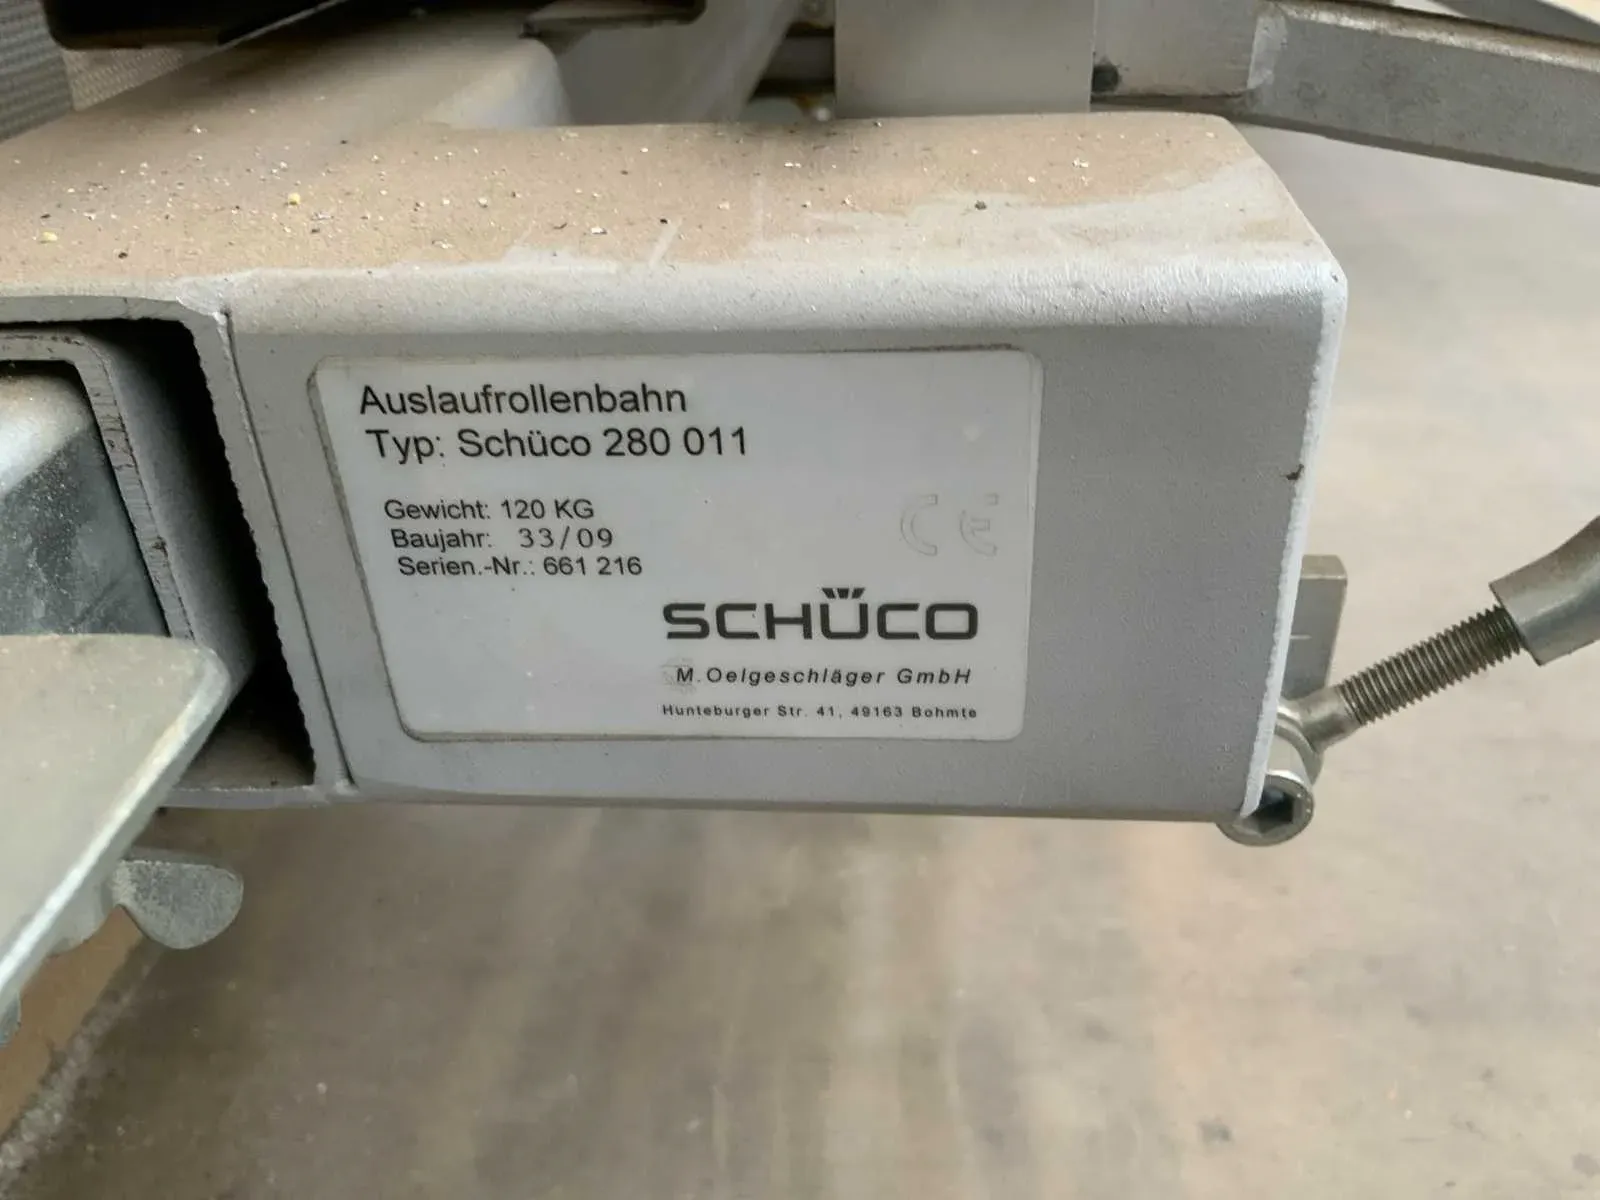 Auslaufrollenbahn
Typ: Schüco 280 011
Gewicht: 120 KG
Baujahr: 33/09
Serien.-Nr.: 661 216
CE
SCHÜCO
M.Oelgeschläger GmbH
Hunteburger Str. 41, 49163 Bohmte